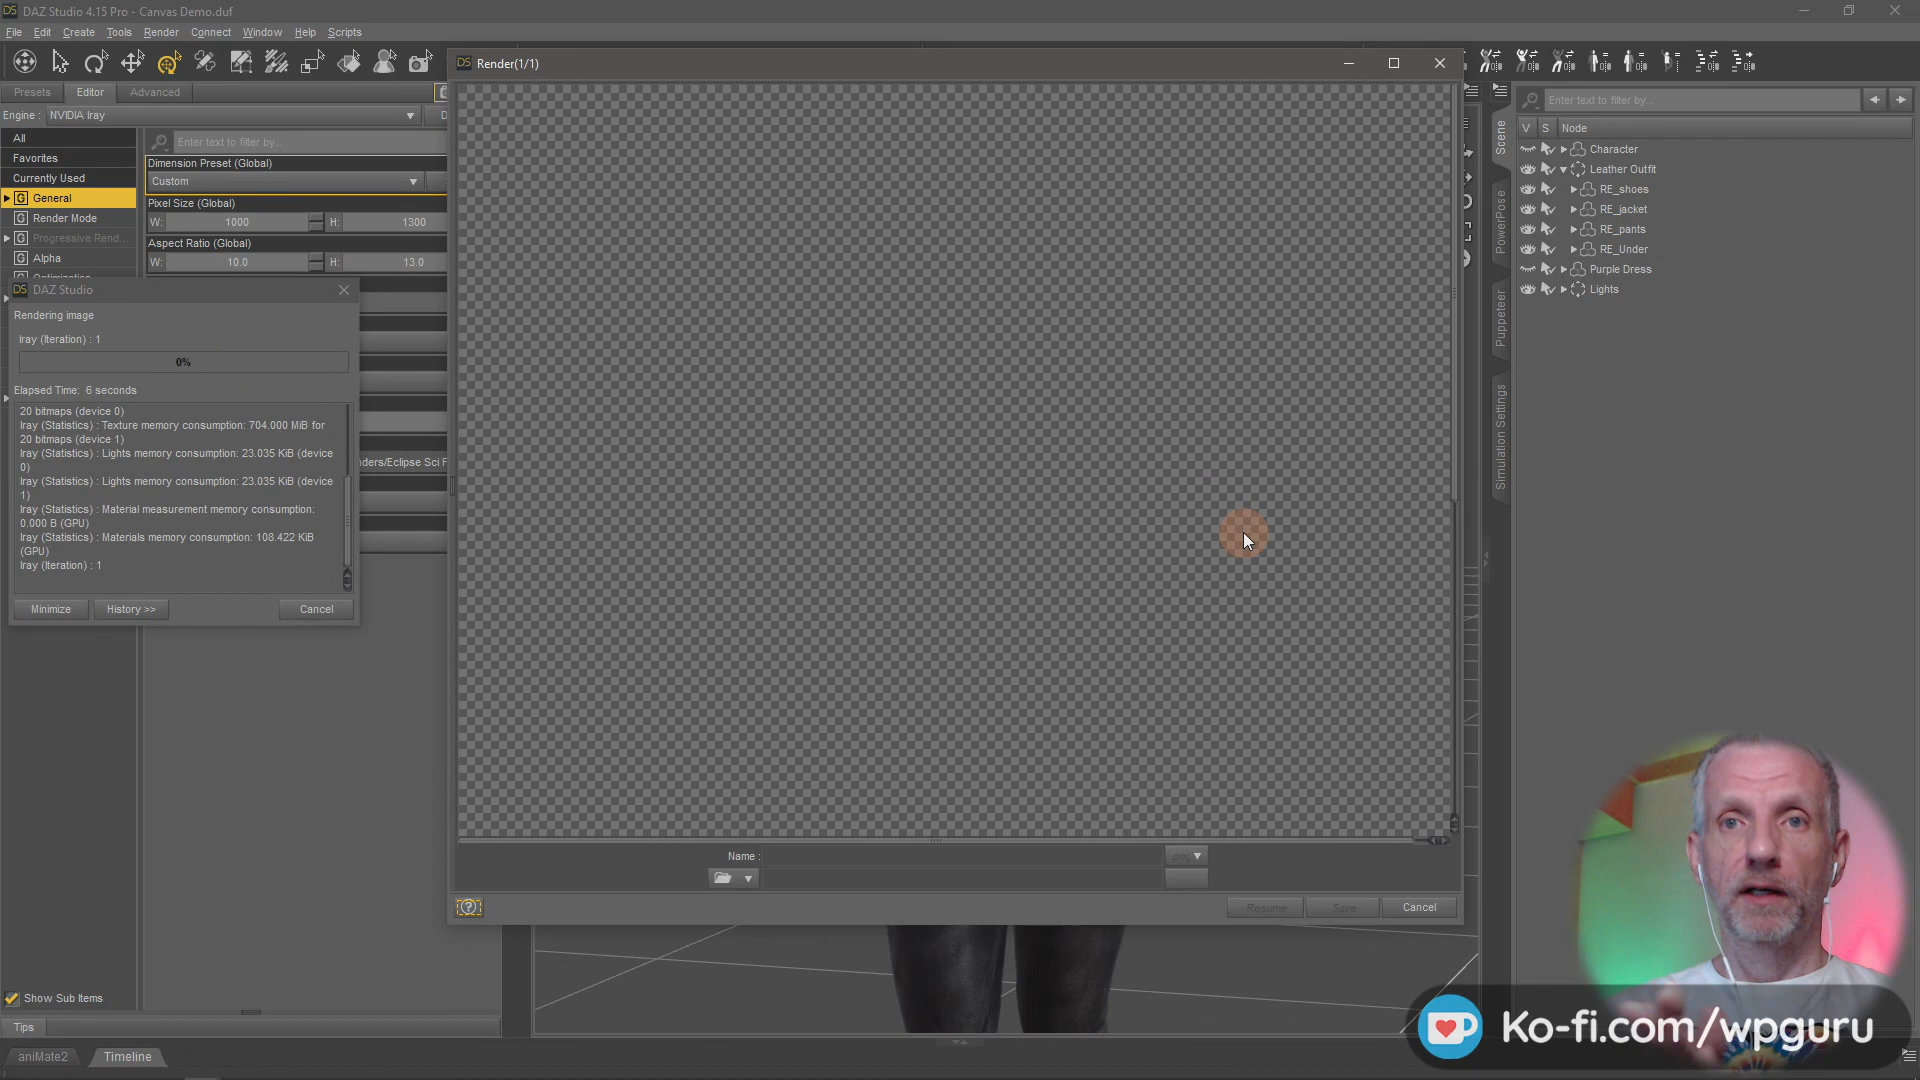 DAZ Studio 4.15 Pro - Canvas Demo.duf
File Edit Create Tools Render Connect Window Help Scripts
Render(1/1)
Presets Editor Advanced
Engine : NVIDIA Iray
Enter text to filter by...
All
Favorites
Currently Used
General
Render Mode
Progressive Rend...
Alpha
Dimension Preset (Global)
Custom
Pixel Size (Global)
W: 1000 H: 1300
Aspect Ratio (Global)
W: 10.0 H: 13.0
DAZ Studio
Rendering image
Iray (Iteration) : 1
0%
Elapsed Time: 6 seconds
20 bitmaps (device 0)
Iray (Statistics) : Texture memory consumption: 704.000 MiB for
20 bitmaps (device 1)
Iray (Statistics) : Lights memory consumption: 23.035 KiB (device
0)
Iray (Statistics) : Lights memory consumption: 23.035 KiB (device
1)
Iray (Statistics) : Material measurement memory consumption:
0.000 B (GPU)
Iray (Statistics) : Materials memory consumption: 108.422 KiB
(GPU)
Iray (Iteration) : 1
Minimize History >> Cancel
nders/Eclipse Sci F
Show Sub Items
Tips
aniMate2 Timeline
Name :
Resume Save Cancel
Scene
PowerPose
Puppeteer
Simulation Settings
Enter text to filter by...
V S Node
Character
Leather Outfit
RE_shoes
RE_jacket
RE_pants
RE_Under
Purple Dress
Lights
Ko-fi.com/wpguru